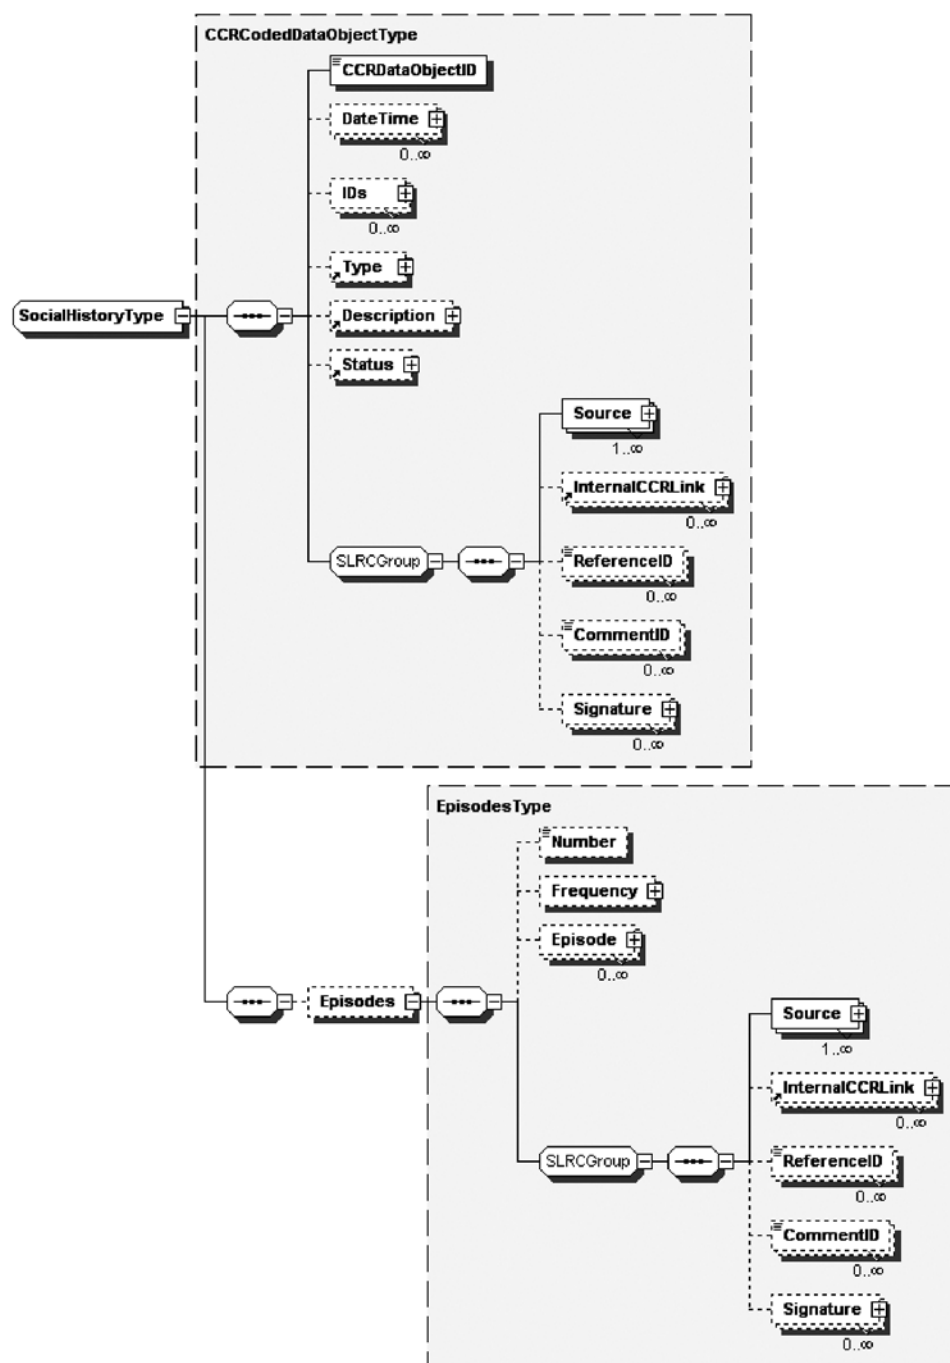 CCRCodedDataObjectType
CCRDataObjectID
DateTime
0..∞
IDs
0..∞
Type
SocialHistoryType
Description
Status
Source
1..∞
InternalCCRLink
0..∞
SLRCGroup
ReferenceID
0..∞
CommentID
0..∞
Signature
0..∞
EpisodesType
Number
Frequency
Episode
0..∞
Episodes
Source
1..∞
InternalCCRLink
0..∞
SLRCGroup
ReferenceID
0..∞
CommentID
0..∞
Signature
0..∞